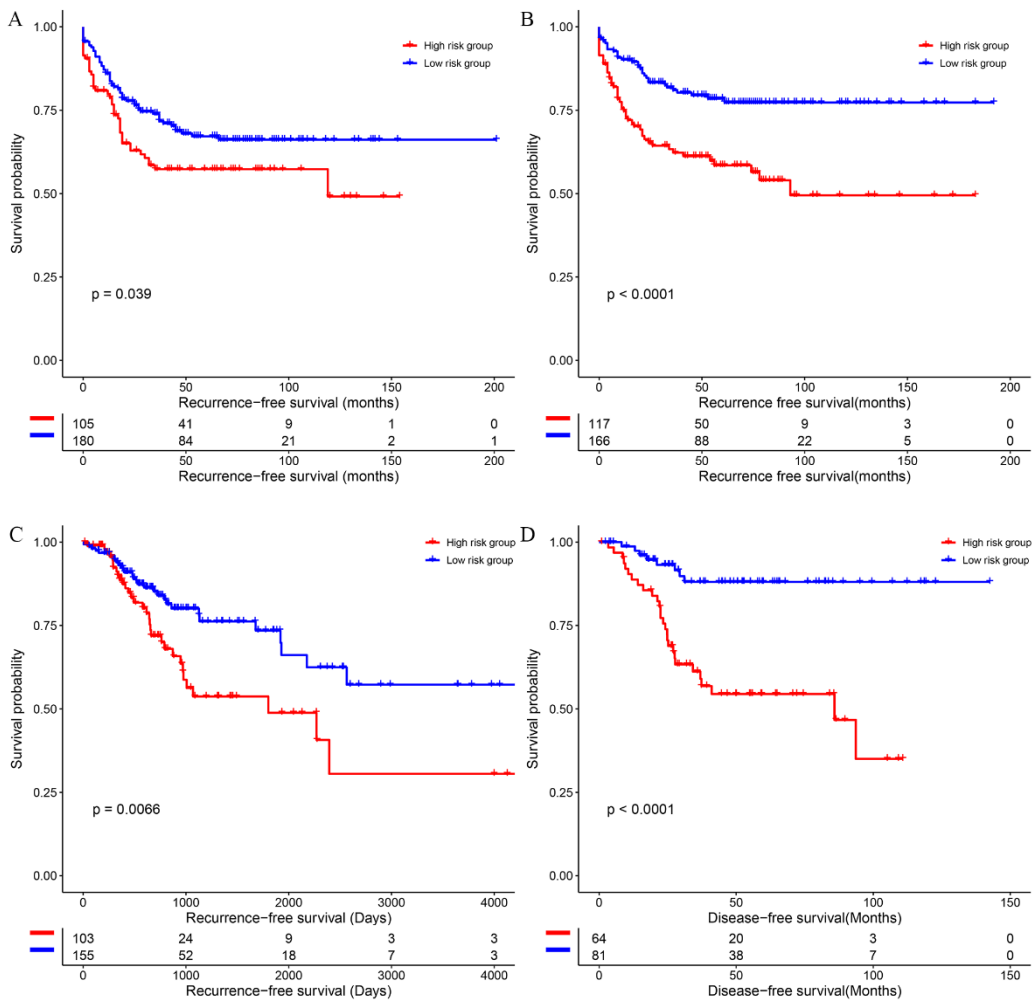 A
1.00
0.75
0.50
0.25
0.00
Survival probability
High risk group
Low risk group
p = 0.039
0 50 100 150 200
Recurrence−free survival (months)
105 41 9 1 0
180 84 21 2 1
0 50 100 150 200
Recurrence−free survival (months)
B
1.00
0.75
0.50
0.25
0.00
Survival probability
High risk group
Low risk group
p < 0.0001
0 50 100 150 200
Recurrence free survival(months)
117 50 9 3 0
166 88 22 5 0
0 50 100 150 200
Recurrence free survival(months)
C
1.00
0.75
0.50
0.25
0.00
Survival probability
High risk group
Low risk group
p = 0.0066
0 1000 2000 3000 4000
Recurrence−free survival (Days)
103 24 9 3 3
155 52 18 7 3
0 1000 2000 3000 4000
Recurrence−free survival (Days)
D
1.00
0.75
0.50
0.25
0.00
Survival probability
High risk group
Low risk group
p < 0.0001
0 50 100 150
Disease−free survival(Months)
64 20 3 0
81 38 7 0
0 50 100 150
Disease−free survival(Months)